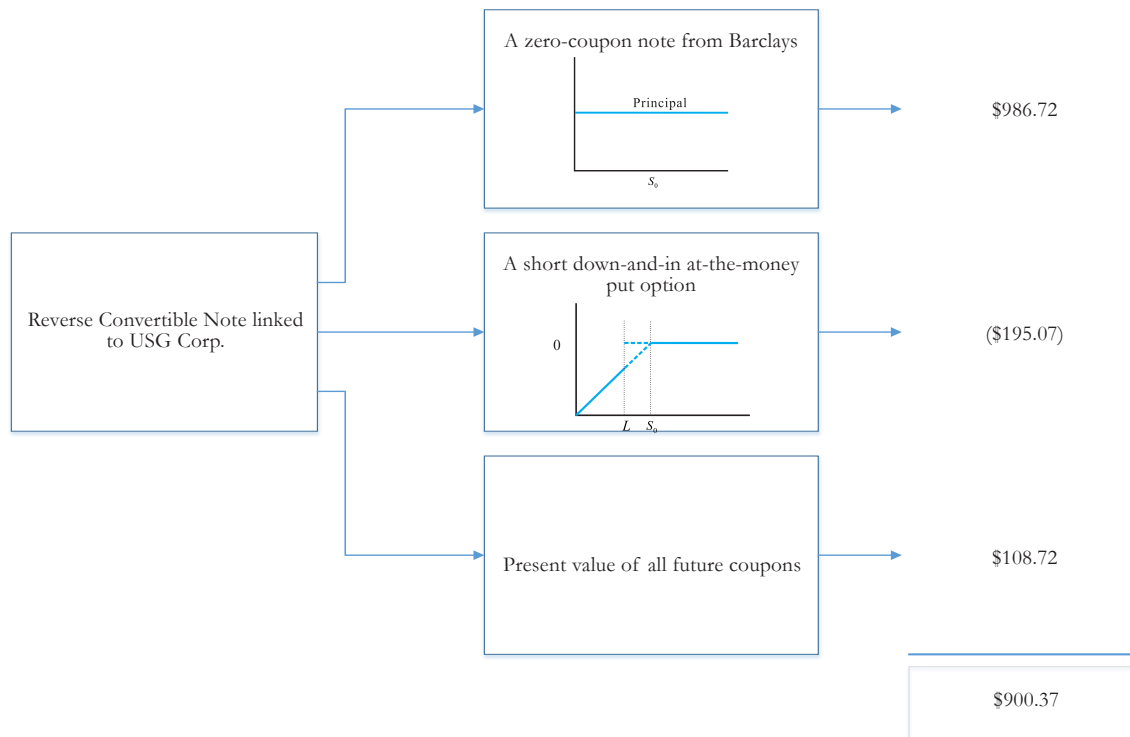 A zero-coupon note from Barclays
Principal
S₀
$986.72
Reverse Convertible Note linked
to USG Corp.
A short down-and-in at-the-money
put option
0
L S₀
($195.07)
Present value of all future coupons
$108.72
$900.37